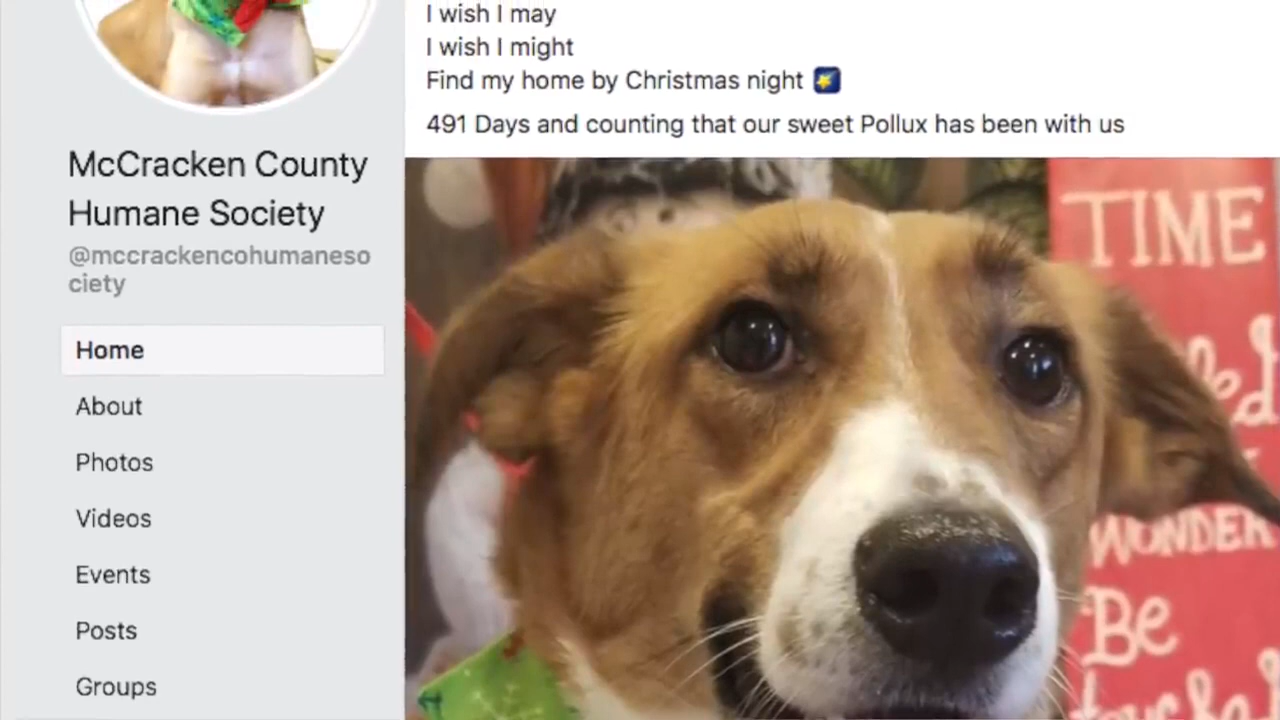 I wish I may
I wish I might
Find my home by Christmas night
491 Days and counting that our sweet Pollux has been with us
McCracken County
Humane Society
@mccrackencohumaneso
ciety
Home
About
Photos
Videos
Events
Posts
Groups
TIME
WONDER
Be